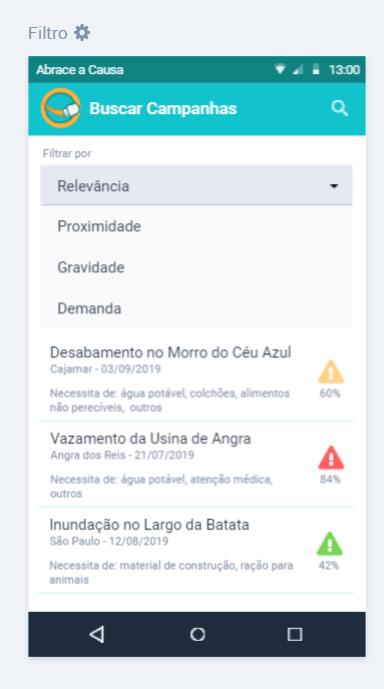 Filtro
Abrace a Causa
13:00
Buscar Campanhas
Filtrar por
Relevância
Proximidade
Gravidade
Demanda
Desabamento no Morro do Céu Azul
Cajamar - 03/09/2019
Necessita de: água potável, colchões, alimentos
não perecíveis, outros
60%
Vazamento da Usina de Angra
Angra dos Reis - 21/07/2019
Necessita de: água potável, atenção médica,
outros
84%
Inundação no Largo da Batata
São Paulo - 12/08/2019
Necessita de: material de construção, ração para
animais
42%